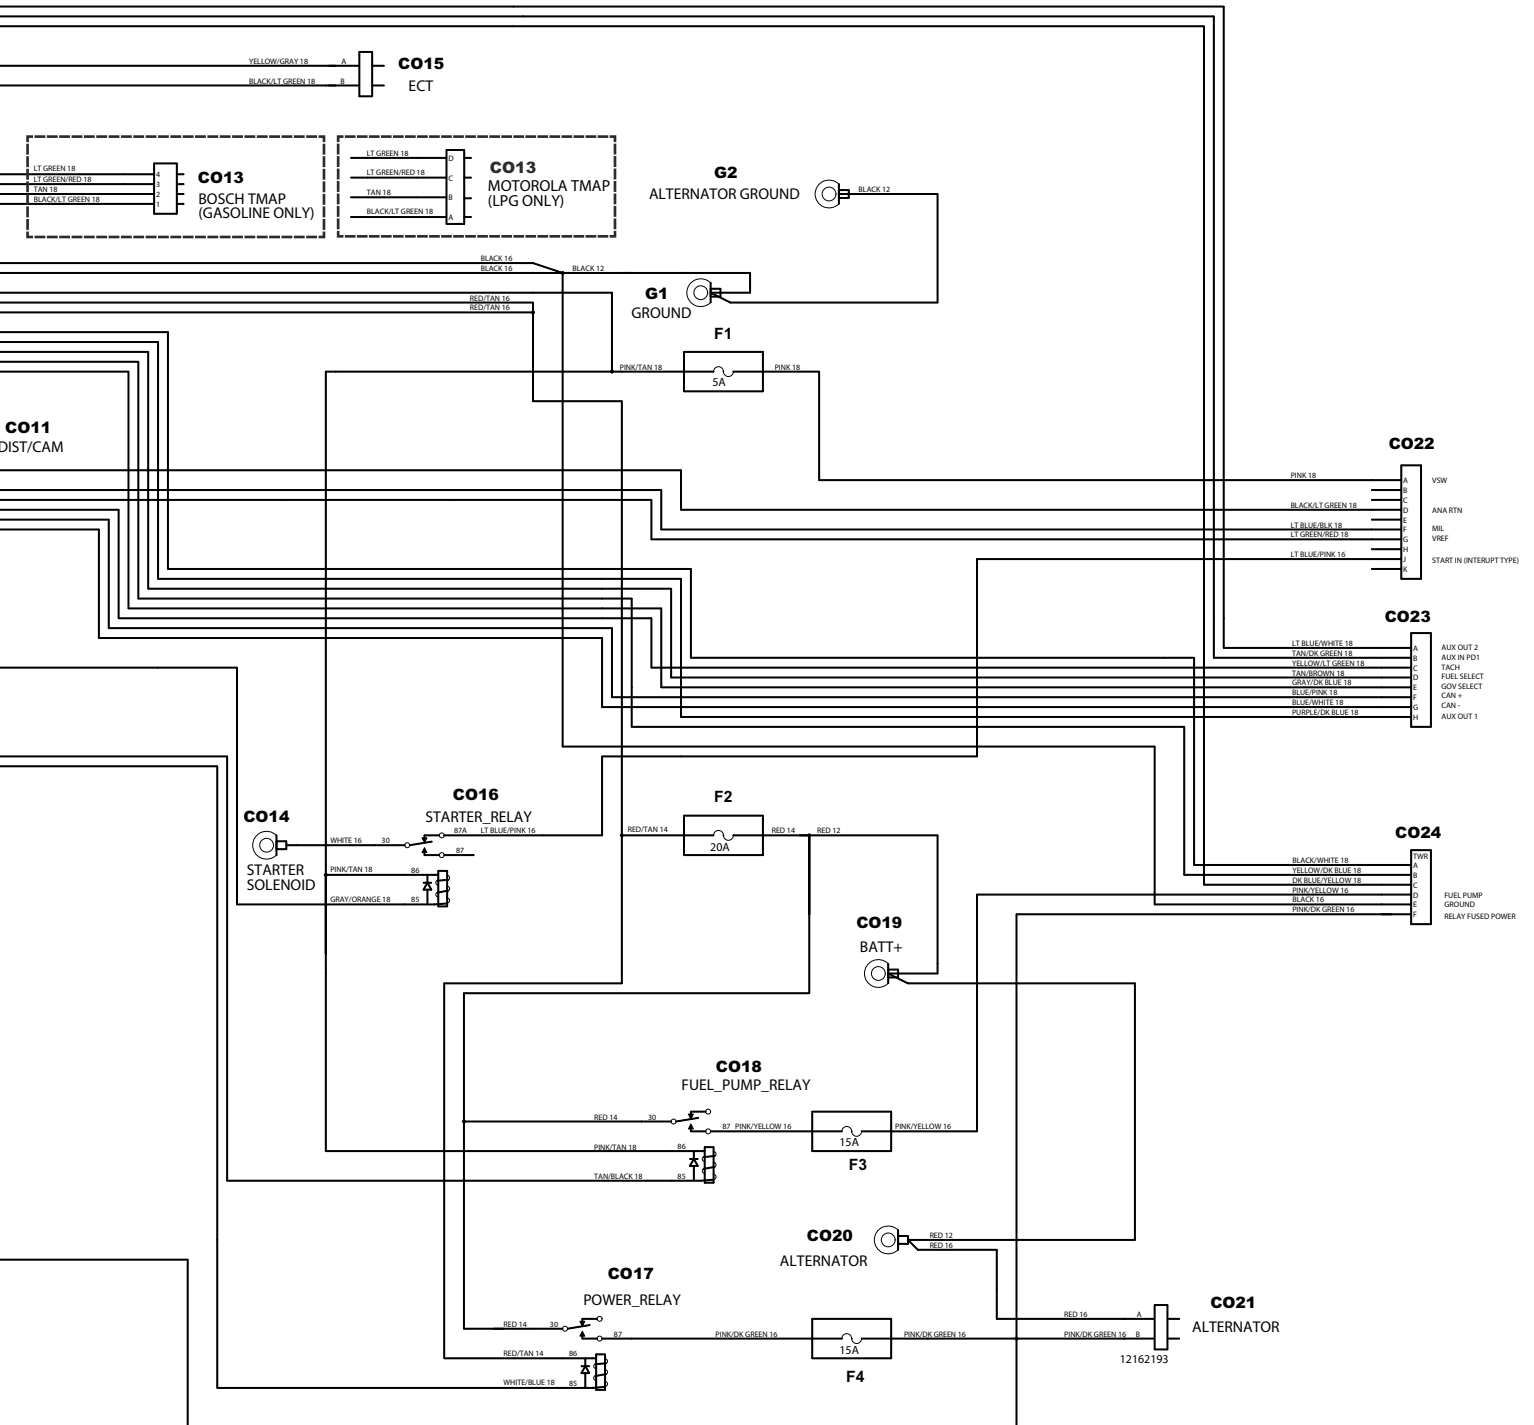 YELLOW/GRAY 18
A
BLACK/LT GREEN 18
B
CO15
ECT
LT GREEN 18
4
LT GREEN/RED 18
3
TAN 18
2
BLACK/LT GREEN 18
1
CO13
BOSCH TMAP
(GASOLINE ONLY)
LT GREEN 18
D
LT GREEN/RED 18
C
TAN 18
B
BLACK/LT GREEN 18
A
CO13
MOTOROLA TMAP
(LPG ONLY)
G2
ALTERNATOR GROUND
BLACK 12
BLACK 16
BLACK 16
BLACK 12
RED/TAN 16
RED/TAN 16
G1
GROUND
F1
PINK/TAN 18
5A
PINK 18
CO11
DIST/CAM
CO22
PINK 18
A
VSW
B
C
BLACK/LT GREEN 18
D
ANA RTN
E
LT BLUE/BLK 18
F
MIL
LT GREEN/RED 18
G
VREF
H
LT BLUE/PINK 16
J
START IN (INTERUPT TYPE)
K
CO23
LT BLUE/WHITE 18
A
AUX OUT 2
TAN/DK GREEN 18
B
AUX IN PD1
YELLOW/LT GREEN 18
C
TACH
TAN/BROWN 18
D
FUEL SELECT
GRAY/DK BLUE 18
E
GOV SELECT
BLUE/PINK 18
F
CAN +
BLUE/WHITE 18
G
CAN -
PURPLE/DK BLUE 18
H
AUX OUT 1
CO14
STARTER
SOLENOID
CO16
STARTER_RELAY
87A
LT BLUE/PINK 16
WHITE 16
30
87
PINK/TAN 18
86
GRAY/ORANGE 18
85
F2
RED/TAN 14
20A
RED 14
RED 12
CO24
TWR
BLACK/WHITE 18
A
YELLOW/DK BLUE 18
B
DK BLUE/YELLOW 18
C
PINK/YELLOW 16
D
FUEL PUMP
BLACK 16
E
GROUND
PINK/DK GREEN 16
F
RELAY FUSED POWER
CO19
BATT+
CO18
FUEL_PUMP_RELAY
RED 14
30
87
PINK/YELLOW 16
15A
PINK/YELLOW 16
F3
PINK/TAN 18
86
TAN/BLACK 18
85
CO20
ALTERNATOR
RED 12
RED 16
CO17
POWER_RELAY
RED 14
30
87
PINK/DK GREEN 16
15A
PINK/DK GREEN 16
F4
RED/TAN 14
86
WHITE/BLUE 18
85
RED 16
A
PINK/DK GREEN 16
B
CO21
ALTERNATOR
12162193